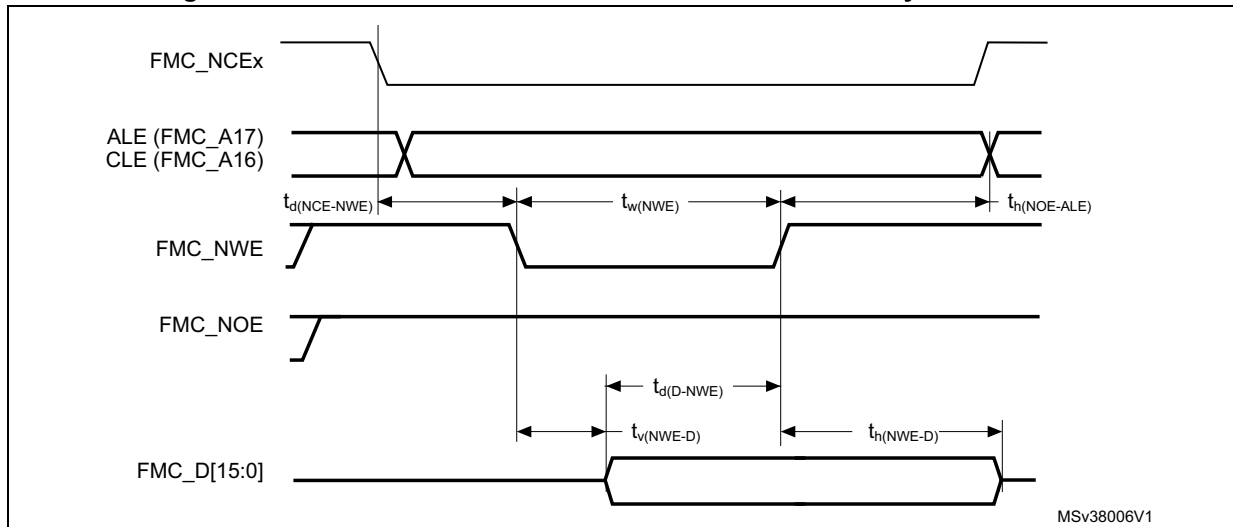 FMC_NCEx
ALE (FMC_A17)
CLE (FMC_A16)
td(NCE-NWE) tw(NWE) th(NOE-ALE)
FMC_NWE
FMC_NOE
td(D-NWE)
tv(NWE-D) th(NWE-D)
FMC_D[15:0]
MSv38006V1